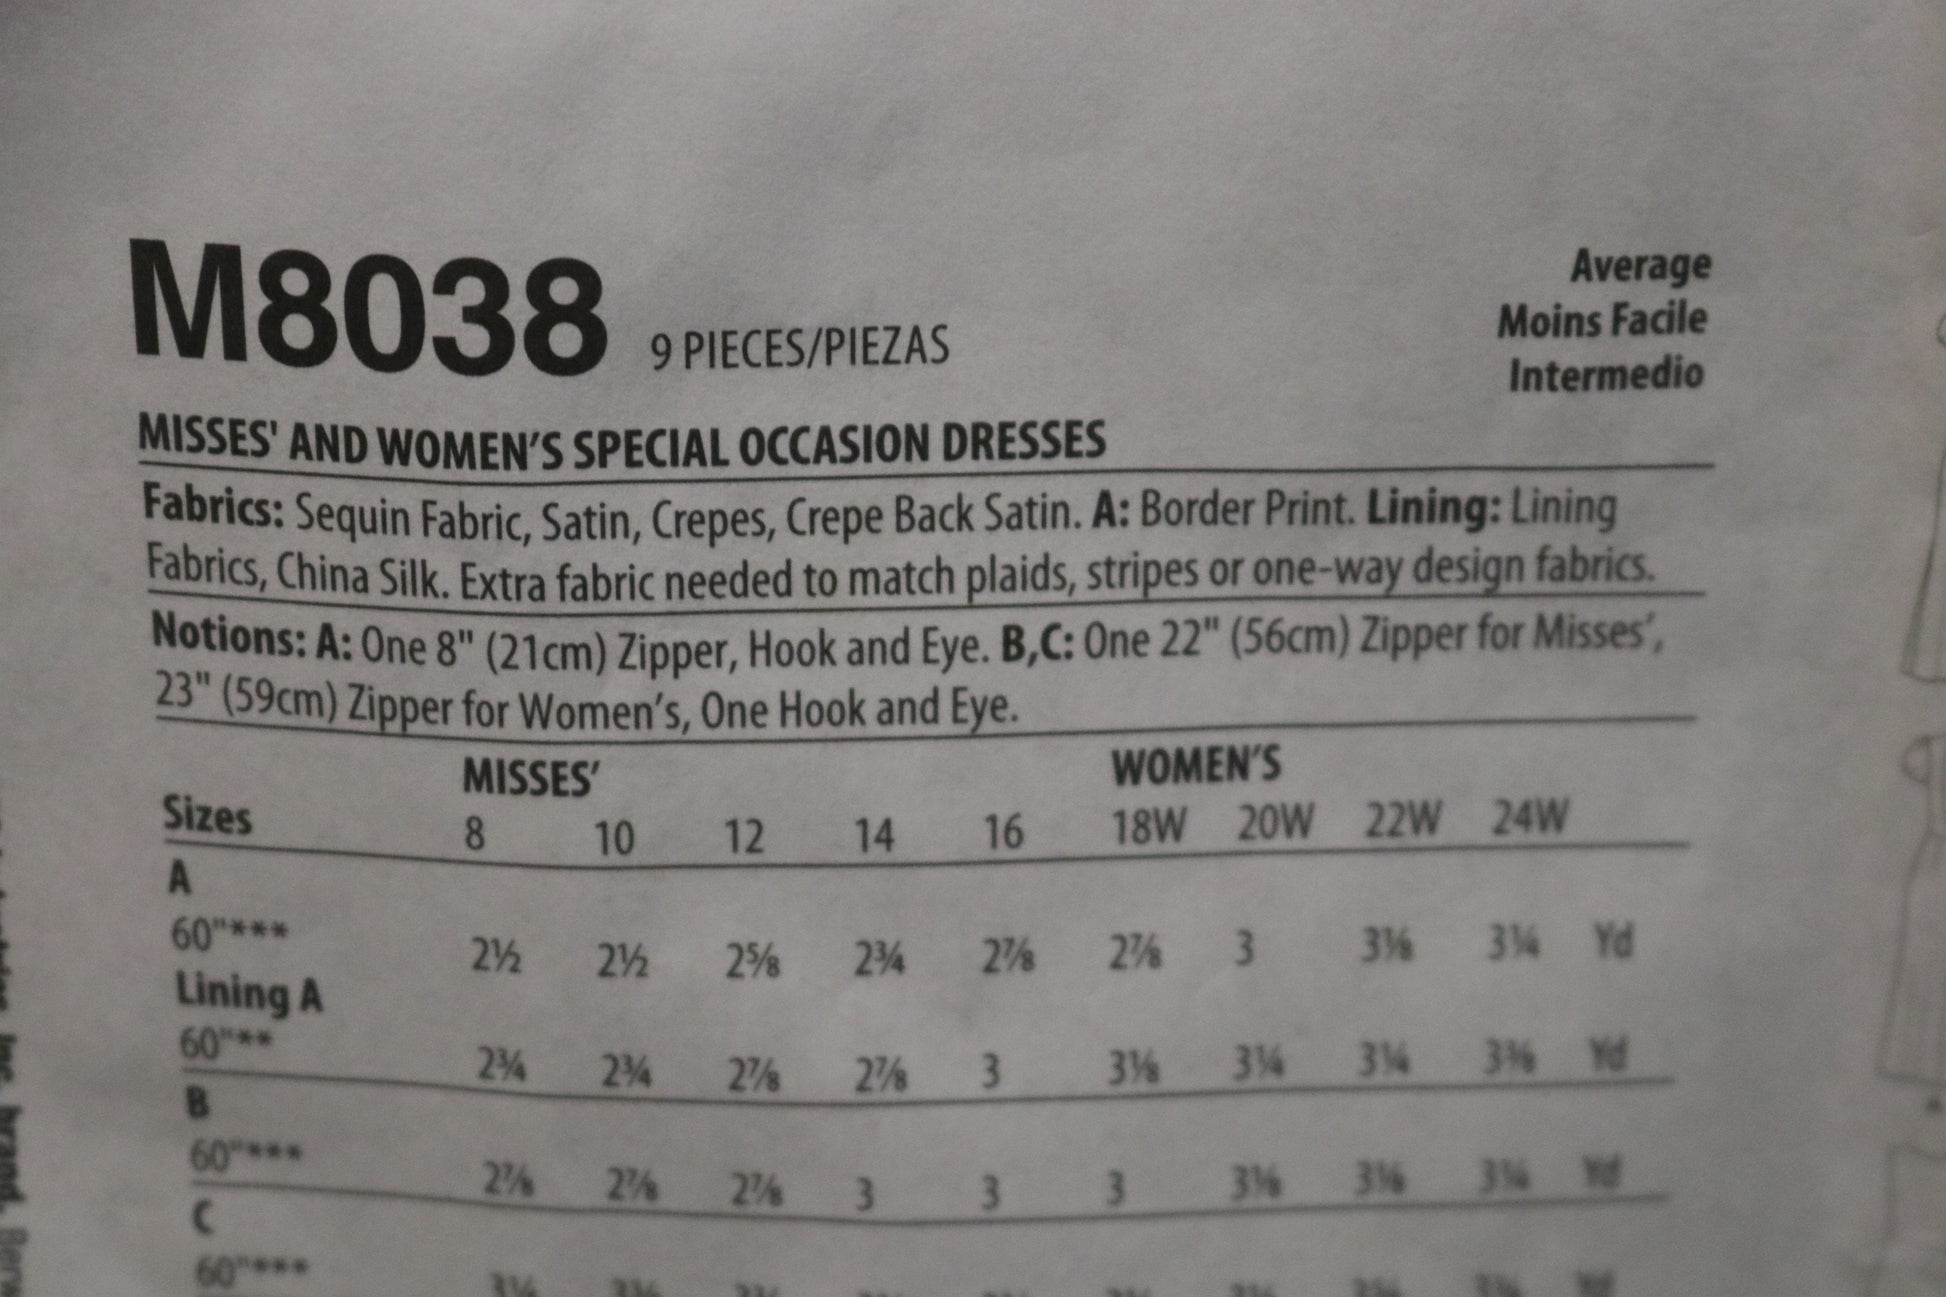 M8038 9 PIECES/PIEZAS
Average
Moins Facile
Intermedio
MISSES' AND WOMEN'S SPECIAL OCCASION DRESSES
Fabrics: Sequin Fabric, Satin, Crepes, Crepe Back Satin. A: Border Print. Lining: Lining
Fabrics, China Silk. Extra fabric needed to match plaids, stripes or one-way design fabrics.
Notions: A: One 8" (21cm) Zipper, Hook and Eye. B,C: One 22" (56cm) Zipper for Misses',
23" (59cm) Zipper for Women's, One Hook and Eye.
MISSES' WOMEN'S
Sizes 8 10 12 14 16 18W 20W 22W 24W
A
60"*** 2½ 2½ 2⅝ 2¾ 2⅞ 2⅞ 3 3⅛ 3¼ Yd
Lining A
60"** 2¾ 2¾ 2⅞ 2⅞ 3 3⅛ 3¼ 3¼ 3⅜ Yd
B
60"*** 2⅞ 2⅞ 2⅞ 3 3 3 3⅛ 3⅛ 3¼ Yd
C
60"***
brand.